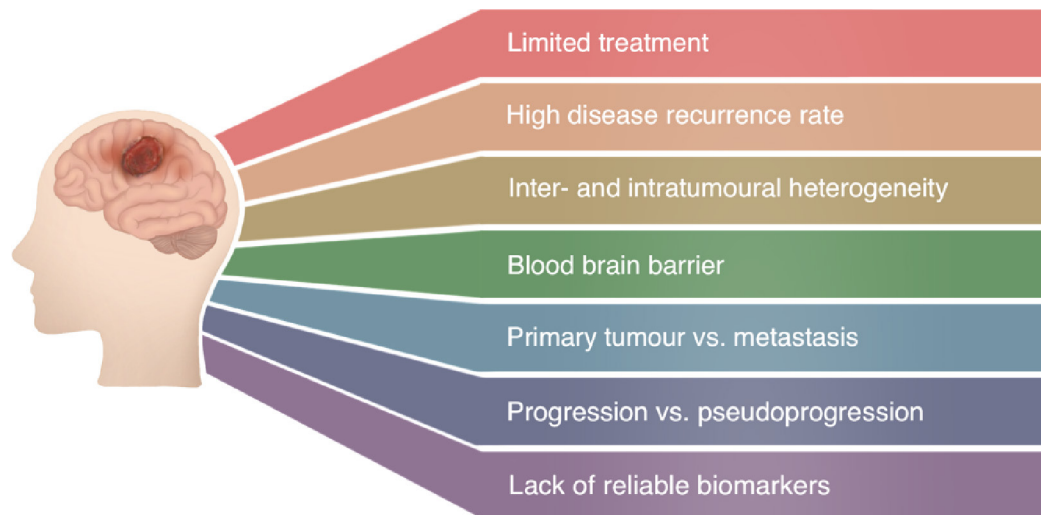 Limited treatment
High disease recurrence rate
Inter- and intratumoural heterogeneity
Blood brain barrier
Primary tumour vs. metastasis
Progression vs. pseudoprogression
Lack of reliable biomarkers